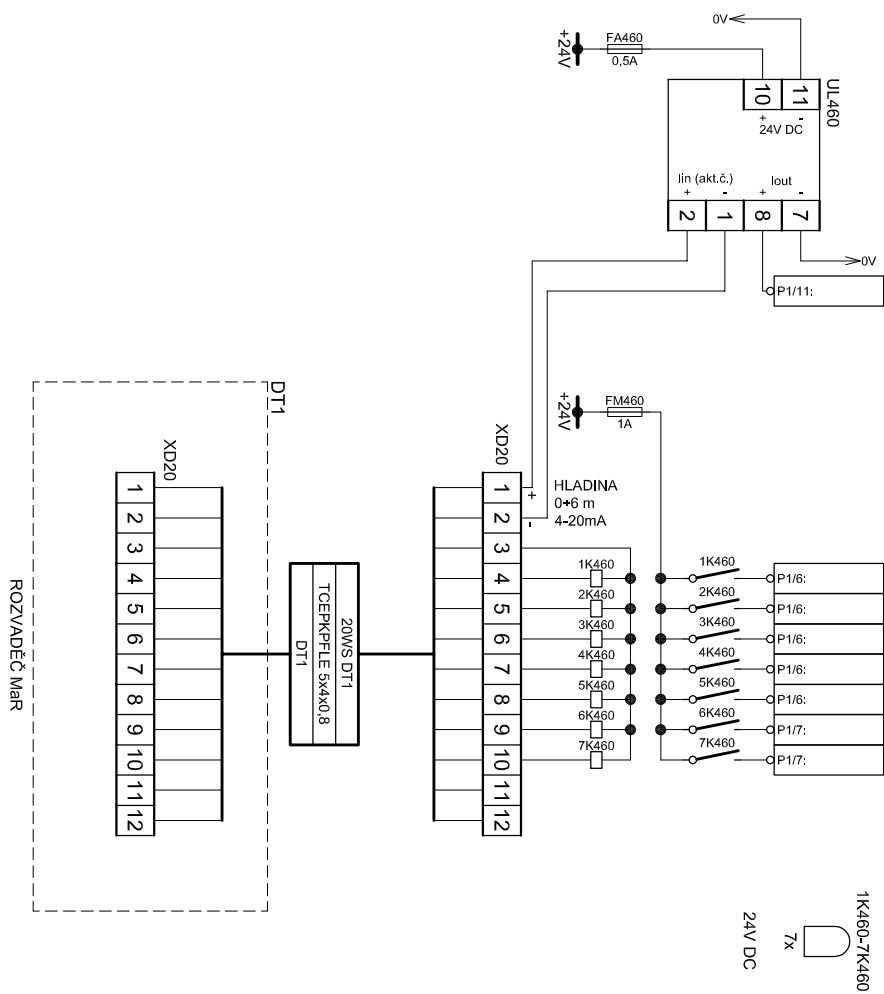 0V
+24V
FA460
0,5A
UL460
10
11
+
-
24V DC
Iin (akt.č.)
Iout
+
-
+
-
2
1
8
7
0V
P1/11:
+24V
FM460
1A
DT1
XD20
1
2
3
4
5
6
7
8
9
10
11
12
ROZVADĚČ MaR
20WS DT1
TCEPKPFLE 5x4x0,8
DT1
XD20
1
2
3
4
5
6
7
8
9
10
11
12
+
-
HLADINA
0÷6 m
4-20mA
1K460
2K460
3K460
4K460
5K460
6K460
7K460
1K460
2K460
3K460
4K460
5K460
6K460
7K460
P1/6:
P1/6:
P1/6:
P1/6:
P1/6:
P1/7:
P1/7:
1K460-7K460
7x
24V DC